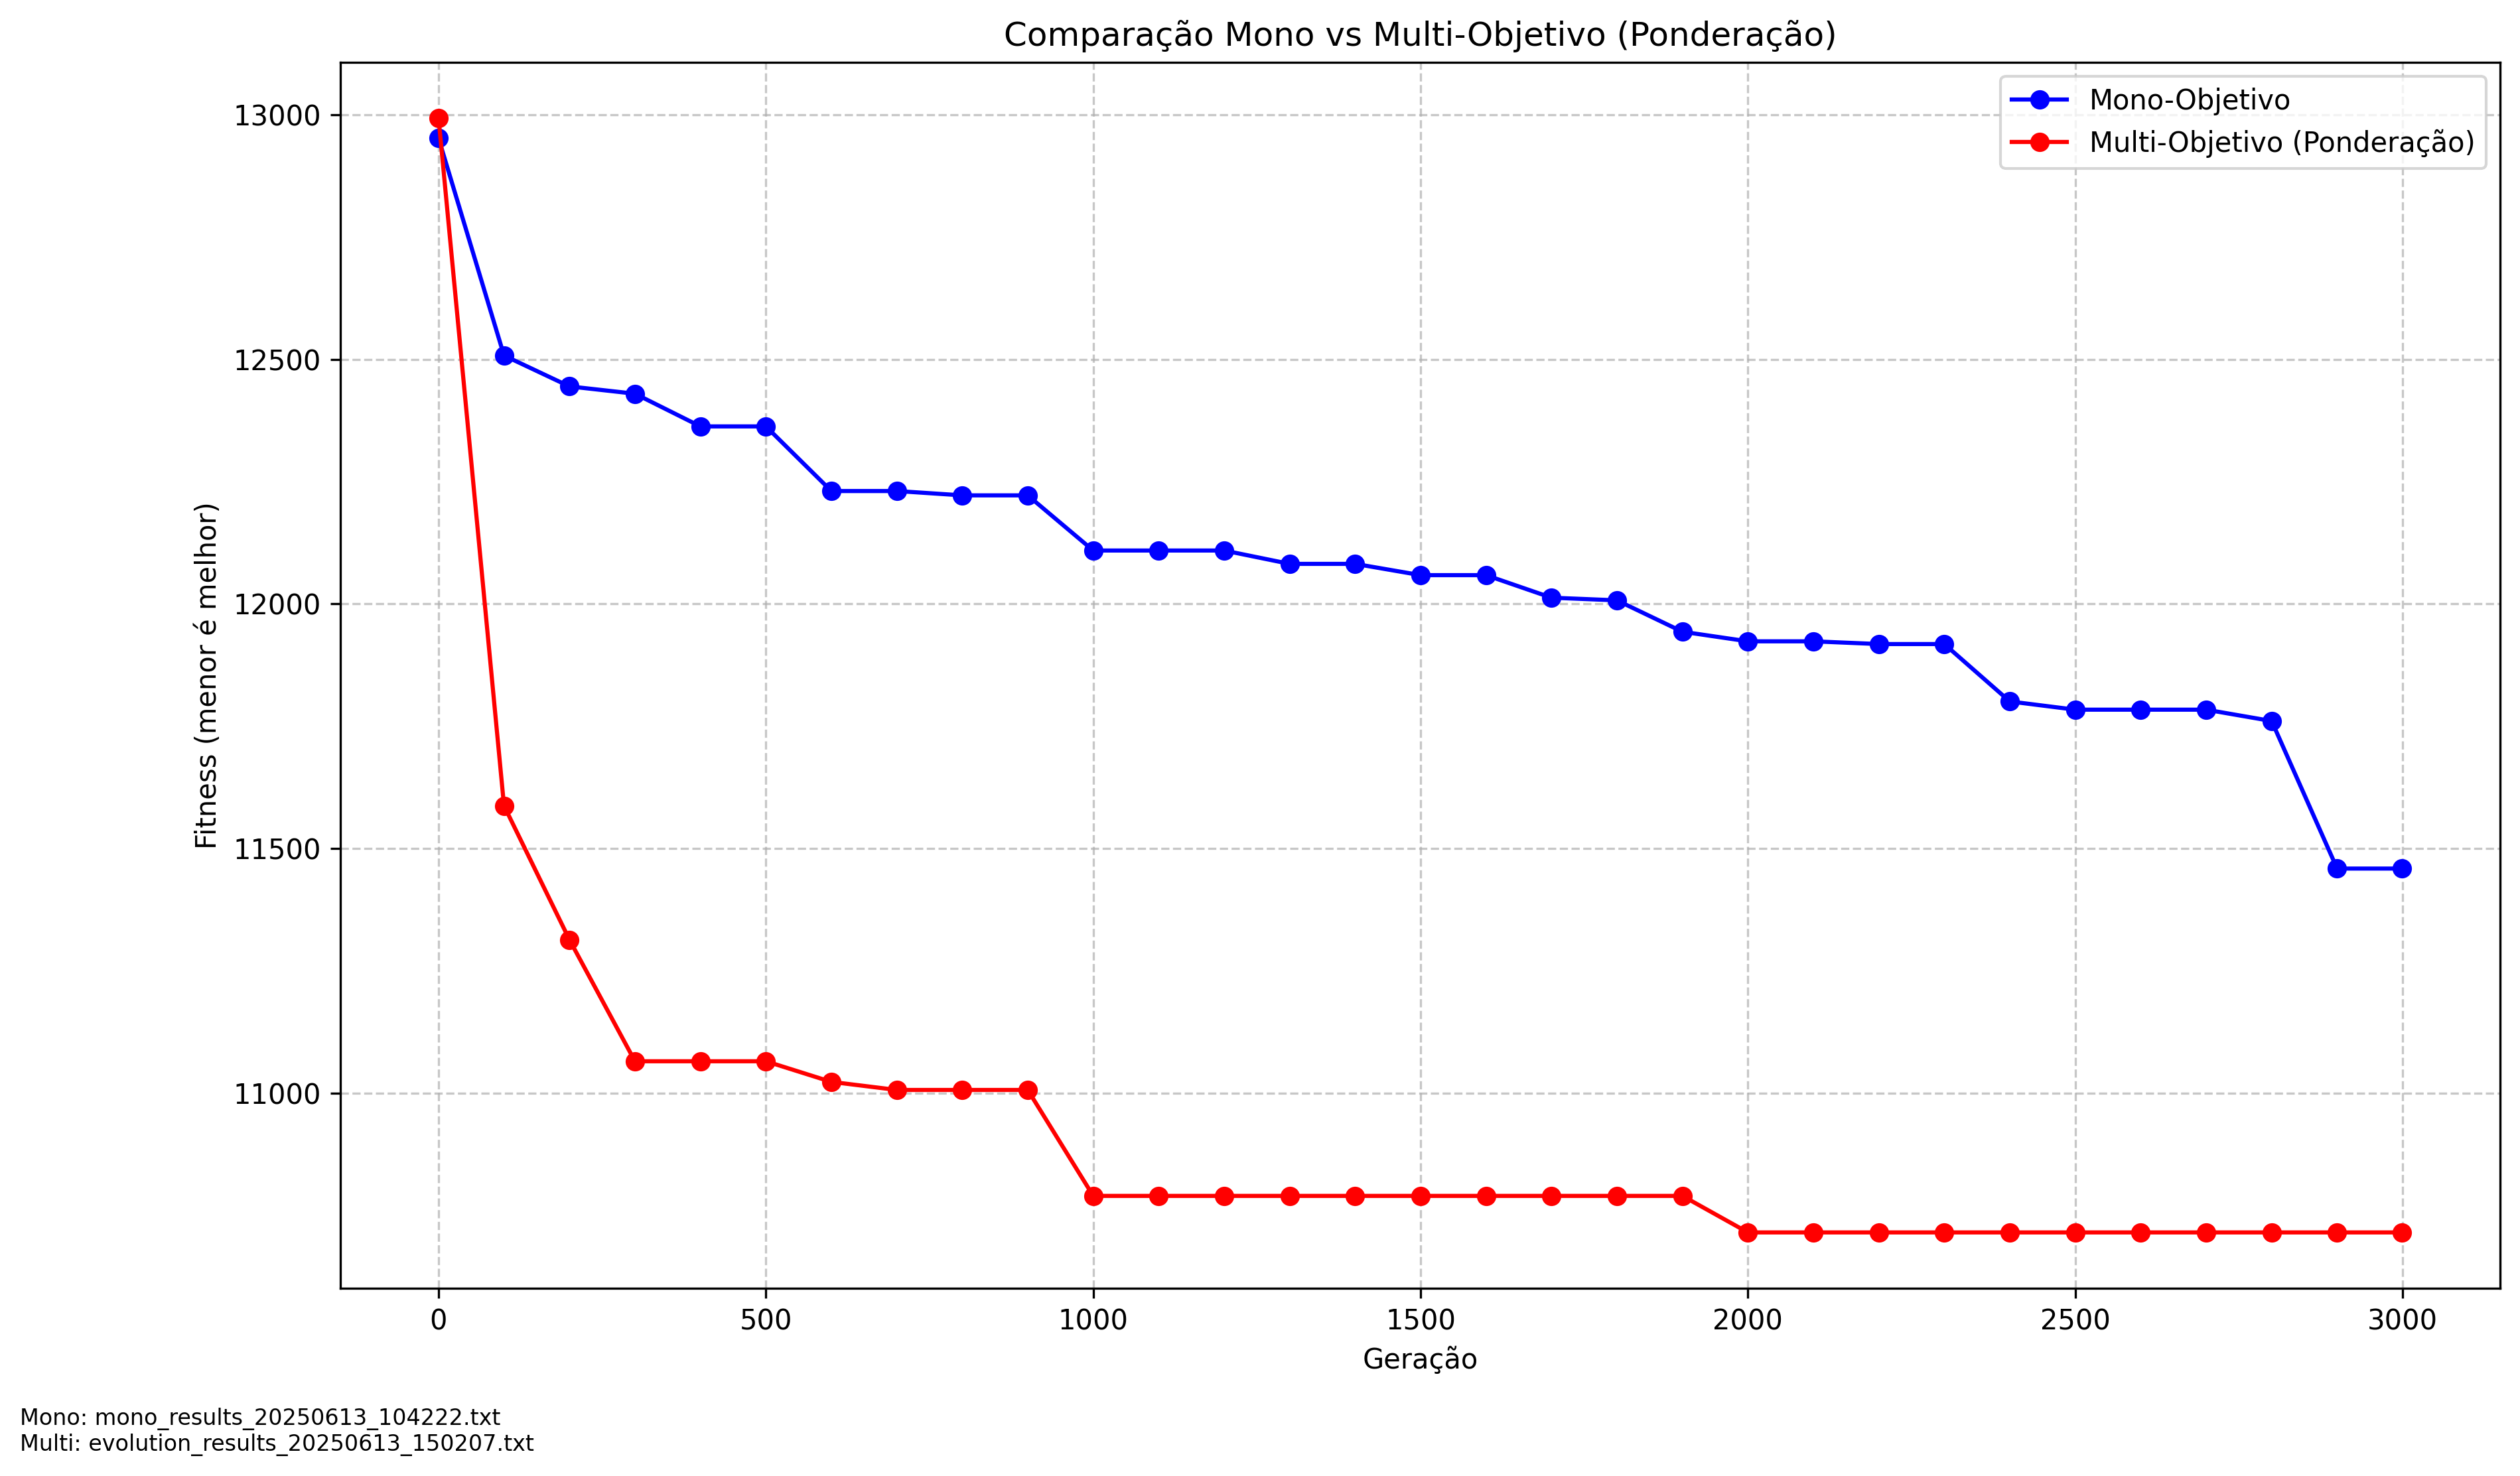 Comparação Mono vs Multi-Objetivo (Ponderação)
Mono-Objetivo
Multi-Objetivo (Ponderação)
Fitness (menor é melhor)
13000
12500
12000
11500
11000
0 500 1000 1500 2000 2500 3000
Geração
Mono: mono_results_20250613_104222.txt
Multi: evolution_results_20250613_150207.txt